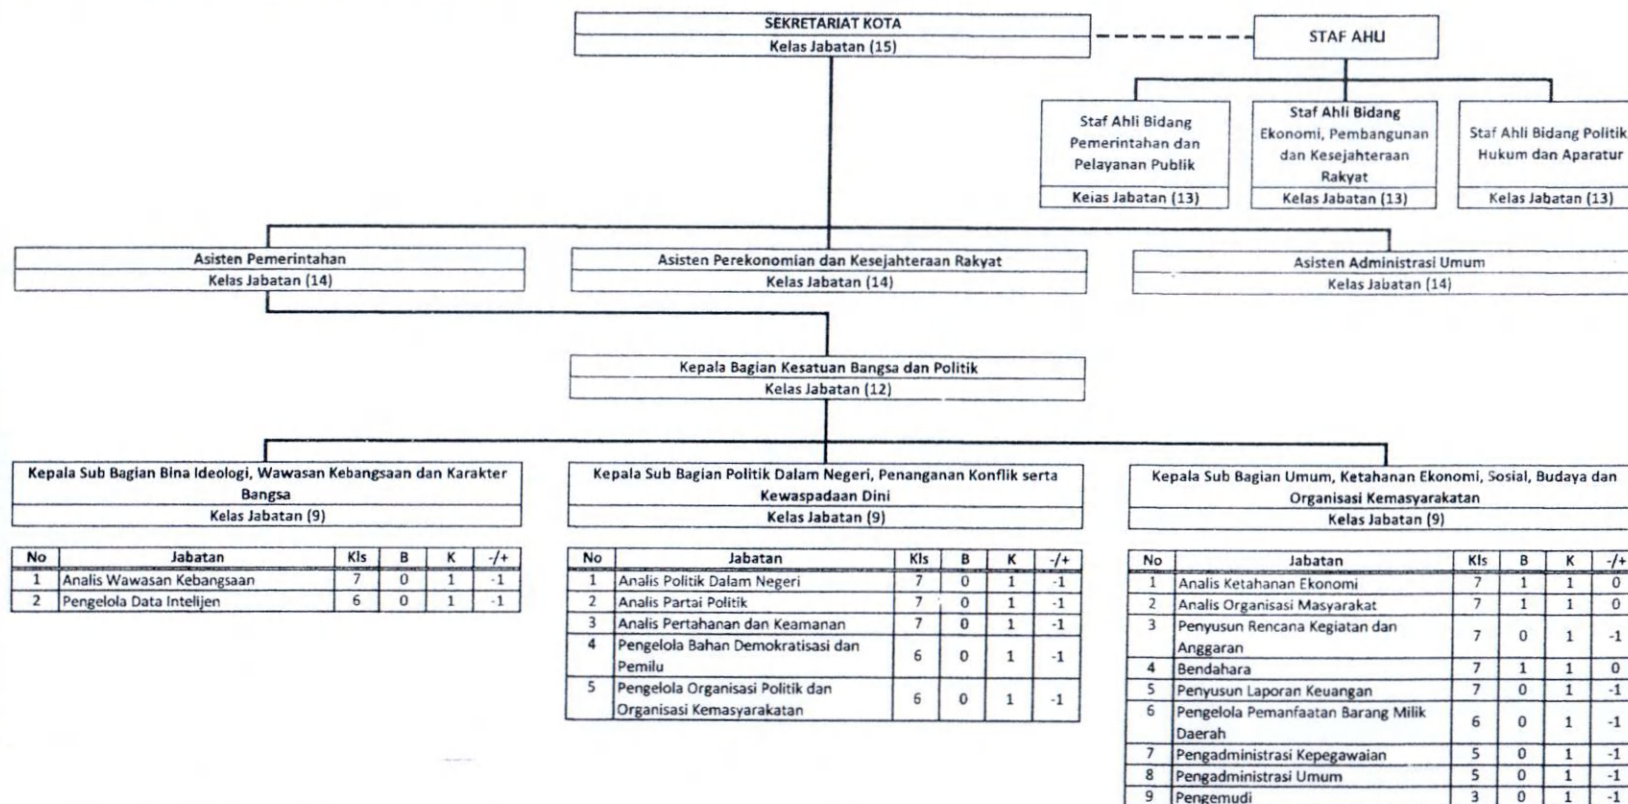 SEKRETARIAT KOTA
Kelas Jabatan (15)
STAF AHLI
Staf Ahli Bidang
Pemerintahan dan
Pelayanan Publik
Kelas Jabatan (13)
Staf Ahli Bidang
Ekonomi, Pembangunan
dan Kesejahteraan
Rakyat
Kelas Jabatan (13)
Staf Ahli Bidang Politik
Hukum dan Aparatur
Kelas Jabatan (13)
Asisten Pemerintahan
Kelas Jabatan (14)
Asisten Perekonomian dan Kesejahteraan Rakyat
Kelas Jabatan (14)
Asisten Administrasi Umum
Kelas Jabatan (14)
Kepala Bagian Kesatuan Bangsa dan Politik
Kelas Jabatan (12)
Kepala Sub Bagian Bina Ideologi, Wawasan Kebangsaan dan Karakter
Bangsa
Kelas Jabatan (9)
No Jabatan Kls B K -/+
1 Analis Wawasan Kebangsaan 7 0 1 -1
2 Pengelola Data Intelijen 6 0 1 -1
Kepala Sub Bagian Politik Dalam Negeri, Penanganan Konflik serta
Kewaspadaan Dini
Kelas Jabatan (9)
No Jabatan Kls B K -/+
1 Analis Politik Dalam Negeri 7 0 1 -1
2 Analis Partai Politik 7 0 1 -1
3 Analis Pertahanan dan Keamanan 7 0 1 -1
4 Pengelola Bahan Demokratisasi dan
Pemilu 6 0 1 -1
5 Pengelola Organisasi Politik dan
Organisasi Kemasyarakatan 6 0 1 -1
Kepala Sub Bagian Umum, Ketahanan Ekonomi, Sosial, Budaya dan
Organisasi Kemasyarakatan
Kelas Jabatan (9)
No Jabatan Kls B K -/+
1 Analis Ketahanan Ekonomi 7 1 1 0
2 Analis Organisasi Masyarakat 7 1 1 0
3 Penyusun Rencana Kegiatan dan
Anggaran 7 0 1 -1
4 Bendahara 7 1 1 0
5 Penyusun Laporan Keuangan 7 0 1 -1
6 Pengelola Pemanfaatan Barang Milik
Daerah 6 0 1 -1
7 Pengadministrasi Kepegawaian 5 0 1 -1
8 Pengadministrasi Umum 5 0 1 -1
9 Pengemudi 3 0 1 -1